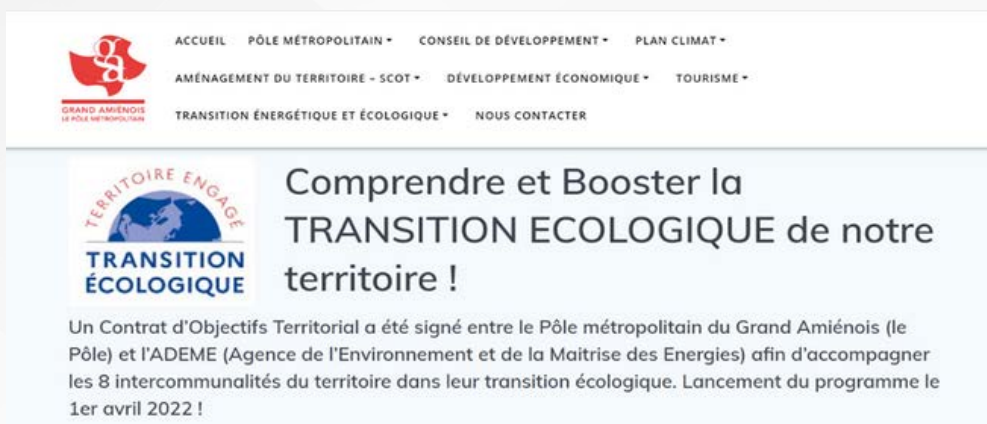 ACCUEIL PÔLE MÉTROPOLITAIN CONSEIL DE DÉVELOPPEMENT PLAN CLIMAT
AMÉNAGEMENT DU TERRITOIRE – SCOT DÉVELOPPEMENT ÉCONOMIQUE TOURISME
TRANSITION ÉNERGÉTIQUE ET ÉCOLOGIQUE NOUS CONTACTER
ga
GRAND AMIÉNOIS
LE PÔLE MÉTROPOLITAIN
TERRITOIRE ENGAGÉ
TRANSITION
ÉCOLOGIQUE
Comprendre et Booster la
TRANSITION ECOLOGIQUE de notre
territoire !
Un Contrat d'Objectifs Territorial a été signé entre le Pôle métropolitain du Grand Amiénois (le
Pôle) et l'ADEME (Agence de l'Environnement et de la Maitrise des Energies) afin d'accompagner
les 8 intercommunalités du territoire dans leur transition écologique. Lancement du programme le
1er avril 2022 !